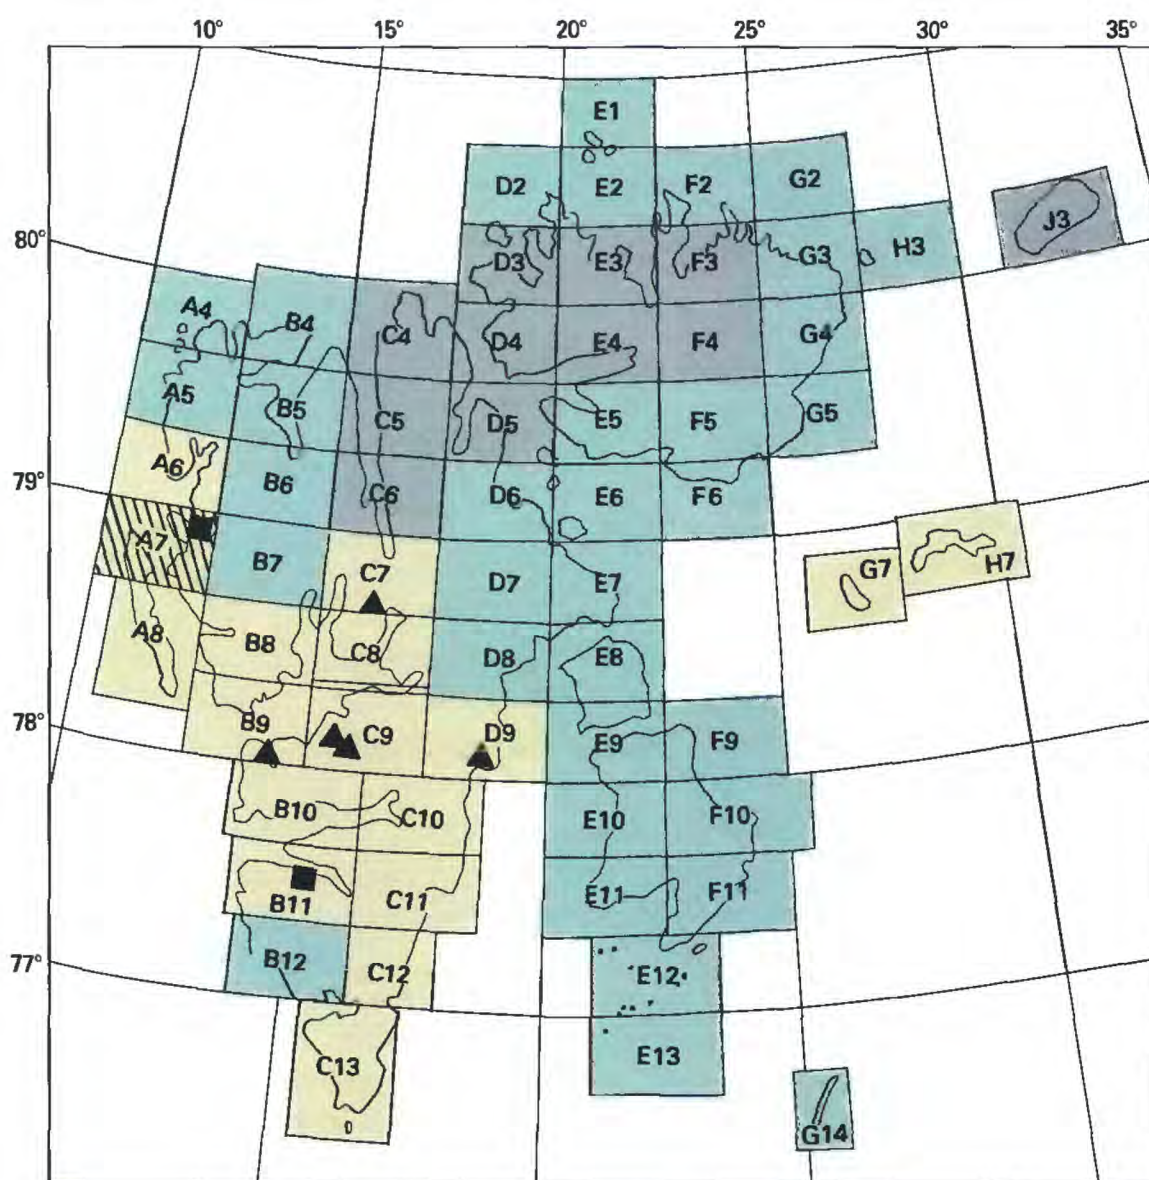 10° 15° 20° 25° 30° 35°
E1
D2 E2 F2 G2
J3
80°
D3 E3 F3 G3 H3
A4 B4 C4 D4 E4 F4 G4
A5 B5 C5 D5 E5 F5 G5
79°
A6 B6 C6 D6 E6 F6
A7 B7 C7 D7 E7 G7 H7
A8 B8 C8 D8 E8
78°
B9 C9 D9 E9 F9
B10 C10 E10 F10
B11 C11 E11 F11
77°
B12 C12 E12
C13 E13
G14